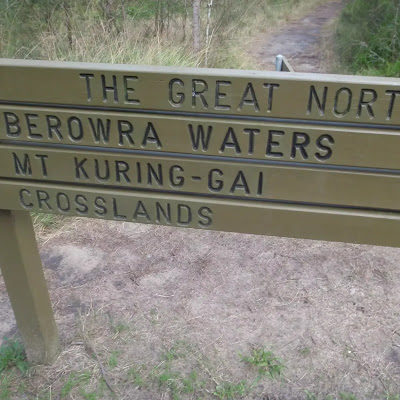 THE GREAT NORT
BEROWRA WATERS
MT KURING-GAI
CROSSLANDS